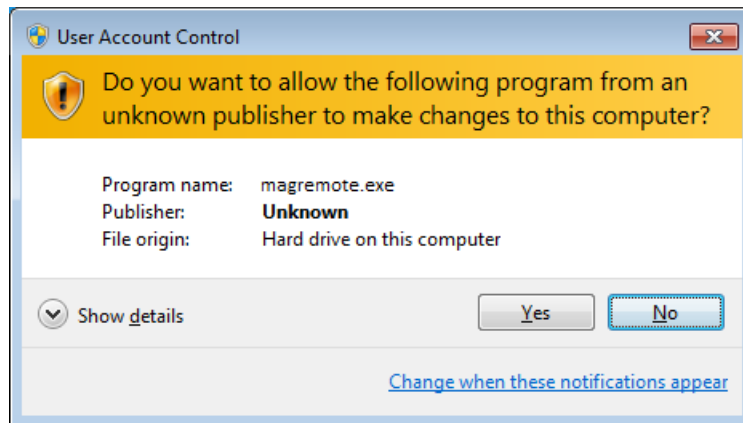 User Account Control
Do you want to allow the following program from an
unknown publisher to make changes to this computer?
Program name: magremote.exe
Publisher: Unknown
File origin: Hard drive on this computer
Show details
Yes
No
Change when these notifications appear